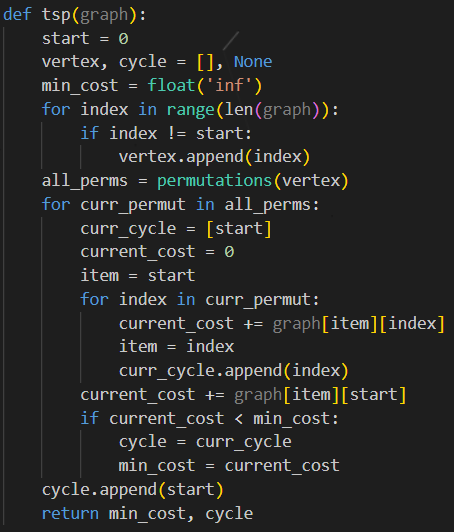 def tsp(graph):
    start = 0
    vertex, cycle = [], None
    min_cost = float('inf')
    for index in range(len(graph)):
        if index != start:
            vertex.append(index)
    all_perms = permutations(vertex)
    for curr_permut in all_perms:
        curr_cycle = [start]
        current_cost = 0
        item = start
        for index in curr_permut:
            current_cost += graph[item][index]
            item = index
            curr_cycle.append(index)
        current_cost += graph[item][start]
        if current_cost < min_cost:
            cycle = curr_cycle
            min_cost = current_cost
    cycle.append(start)
    return min_cost, cycle